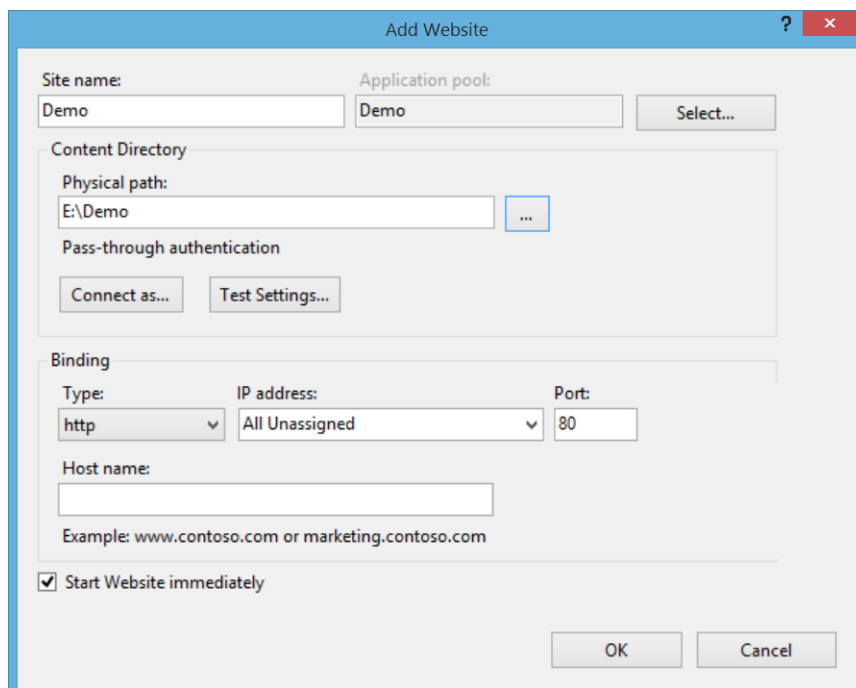 Add Website
?
Site name:
Application pool:
Demo
Demo
Select...
Content Directory
Physical path:
E:\Demo
...
Pass-through authentication
Connect as...
Test Settings...
Binding
Type:
IP address:
Port:
http
All Unassigned
80
Host name:
Example: www.contoso.com or marketing.contoso.com
Start Website immediately
OK
Cancel